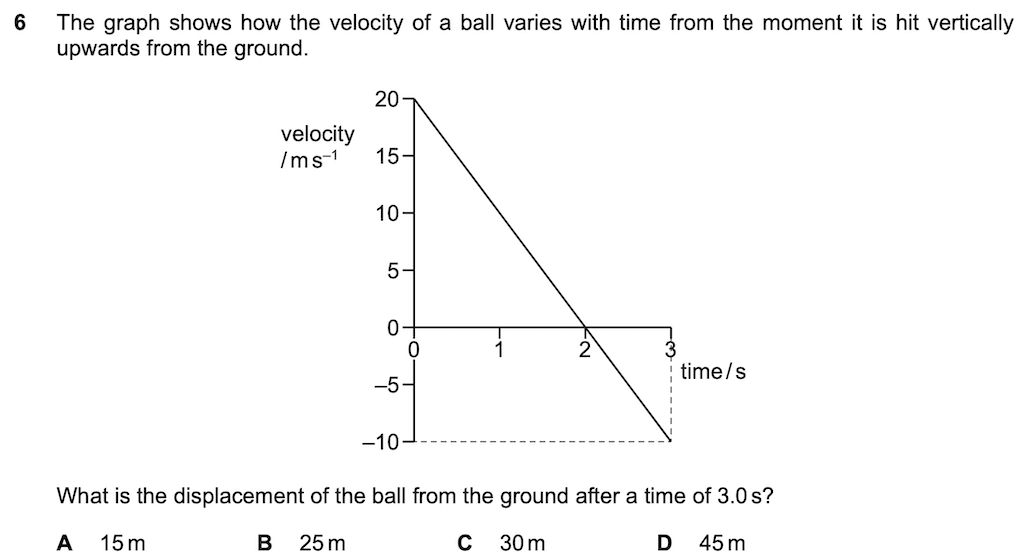 6 The graph shows how the velocity of a ball varies with time from the moment it is hit vertically
upwards from the ground.
20
velocity
/ m s⁻¹
15
10
5
0
0 1 2 3
time / s
–5
–10
What is the displacement of the ball from the ground after a time of 3.0 s?
A 15 m B 25 m C 30 m D 45 m